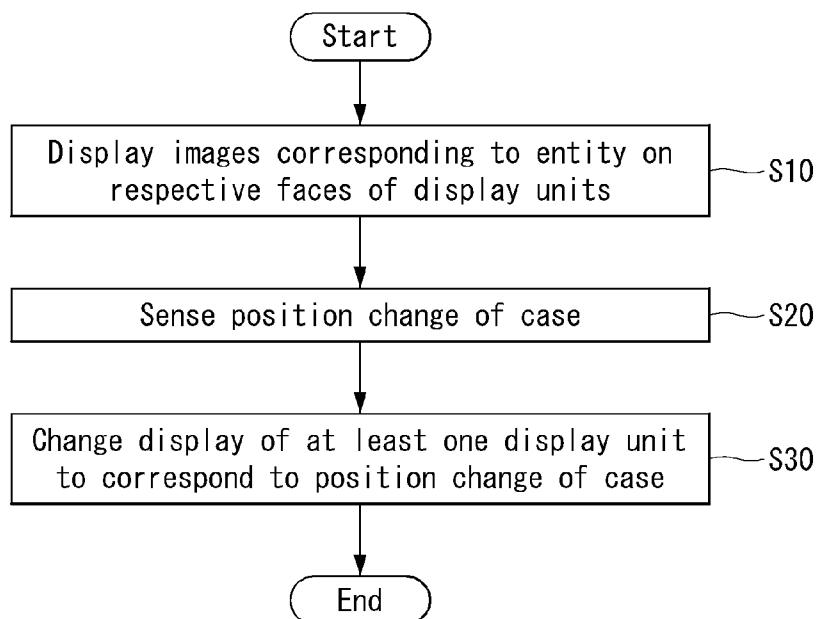 Start
Display images corresponding to entity on
respective faces of display units
S10
Sense position change of case
S20
Change display of at least one display unit
to correspond to position change of case
S30
End